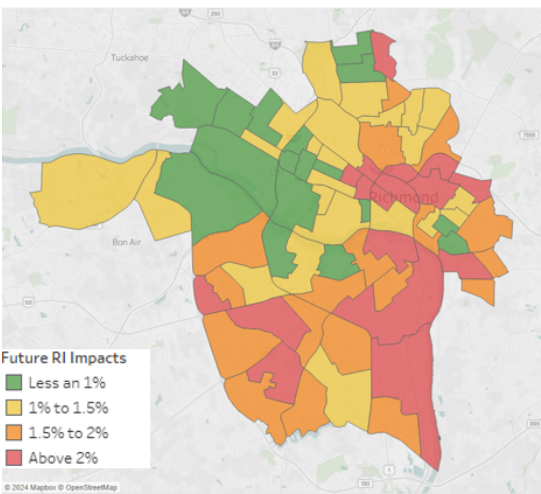 Tuckahoe
Richmond
Bon Air
Future RI Impacts
Less an 1%
1% to 1.5%
1.5% to 2%
Above 2%
© 2024 Mapbox © OpenStreetMap